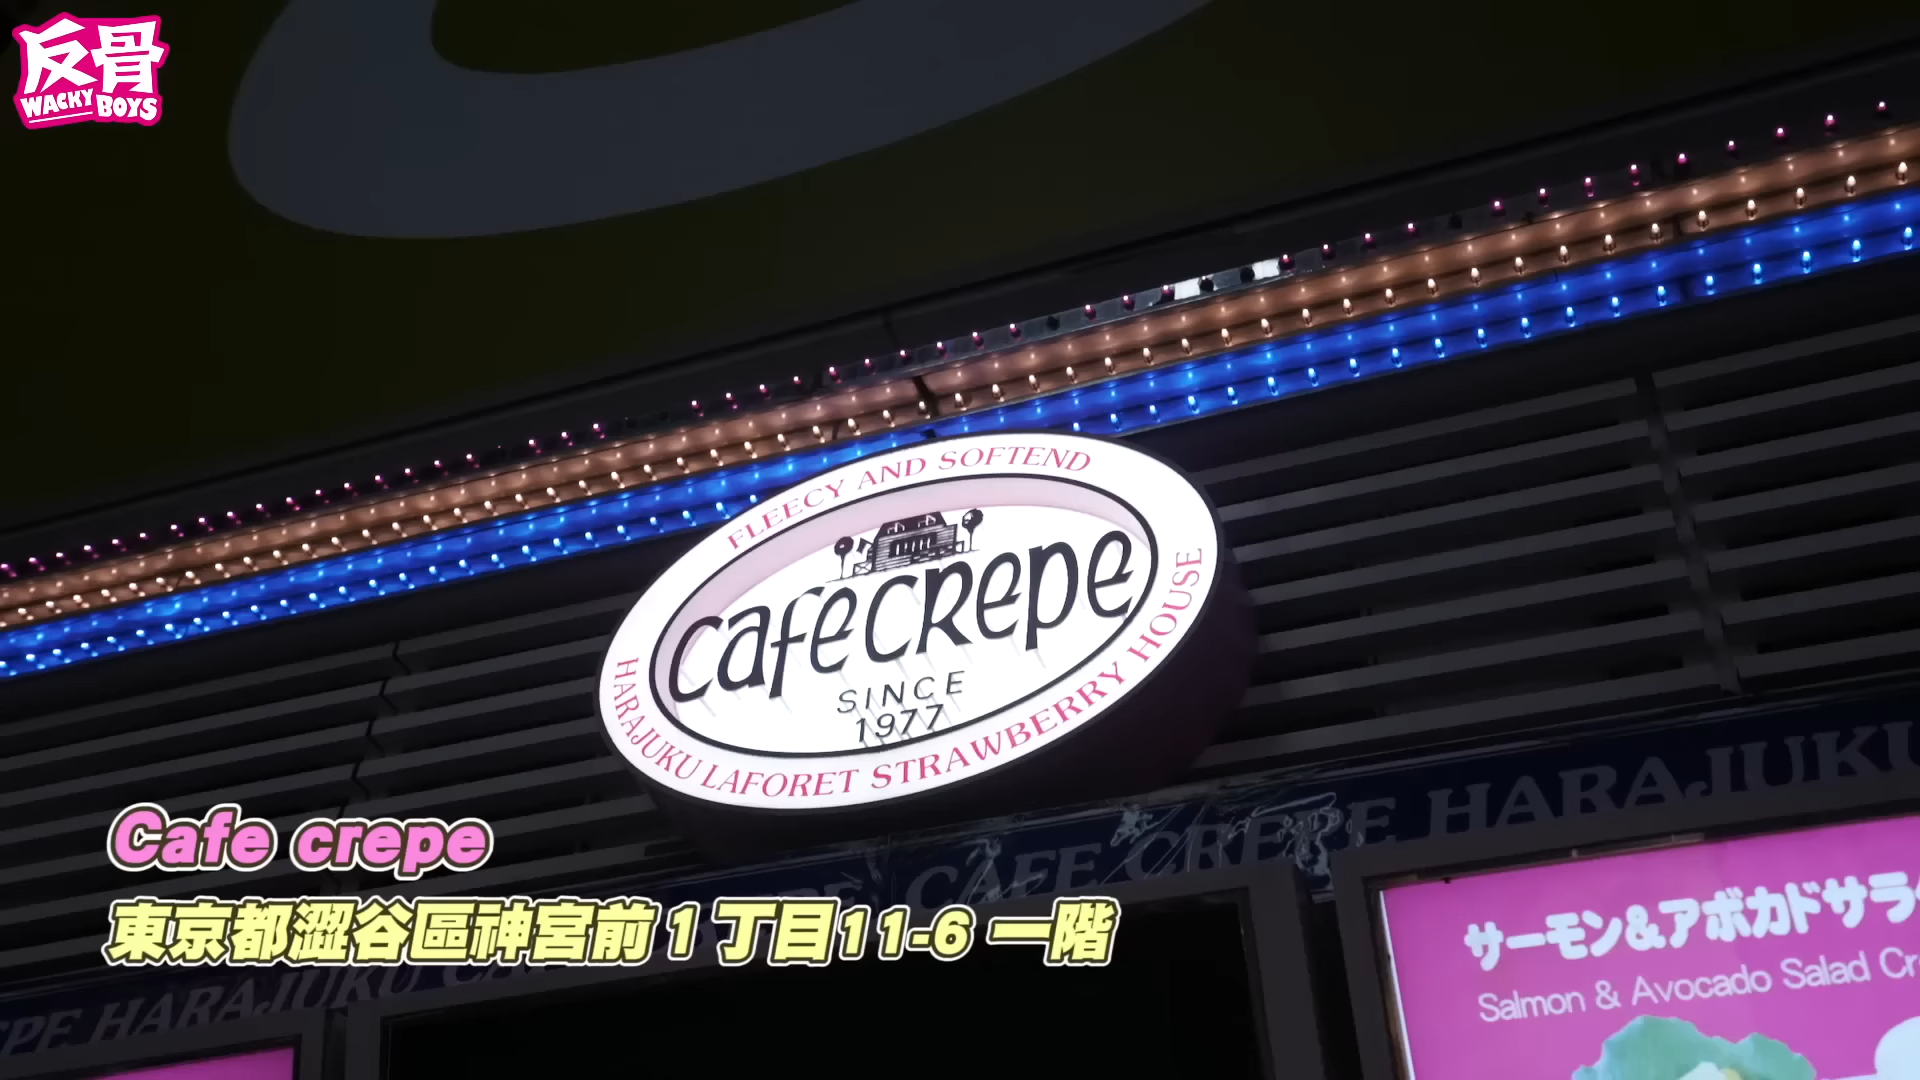 反骨
WACKY BOYS
FLEECY AND SOFTEND
cafecrepe
SINCE
1977
HARAJUKU LAFORET STRAWBERRY HOUSE
CAFE CREPE HARAJUKU
EPE HARAJUKU
サーモン&アボカドサラ
Salmon & Avocado Salad Cr
Cafe crepe
東京都澀谷區神宮前1丁目11-6 一階